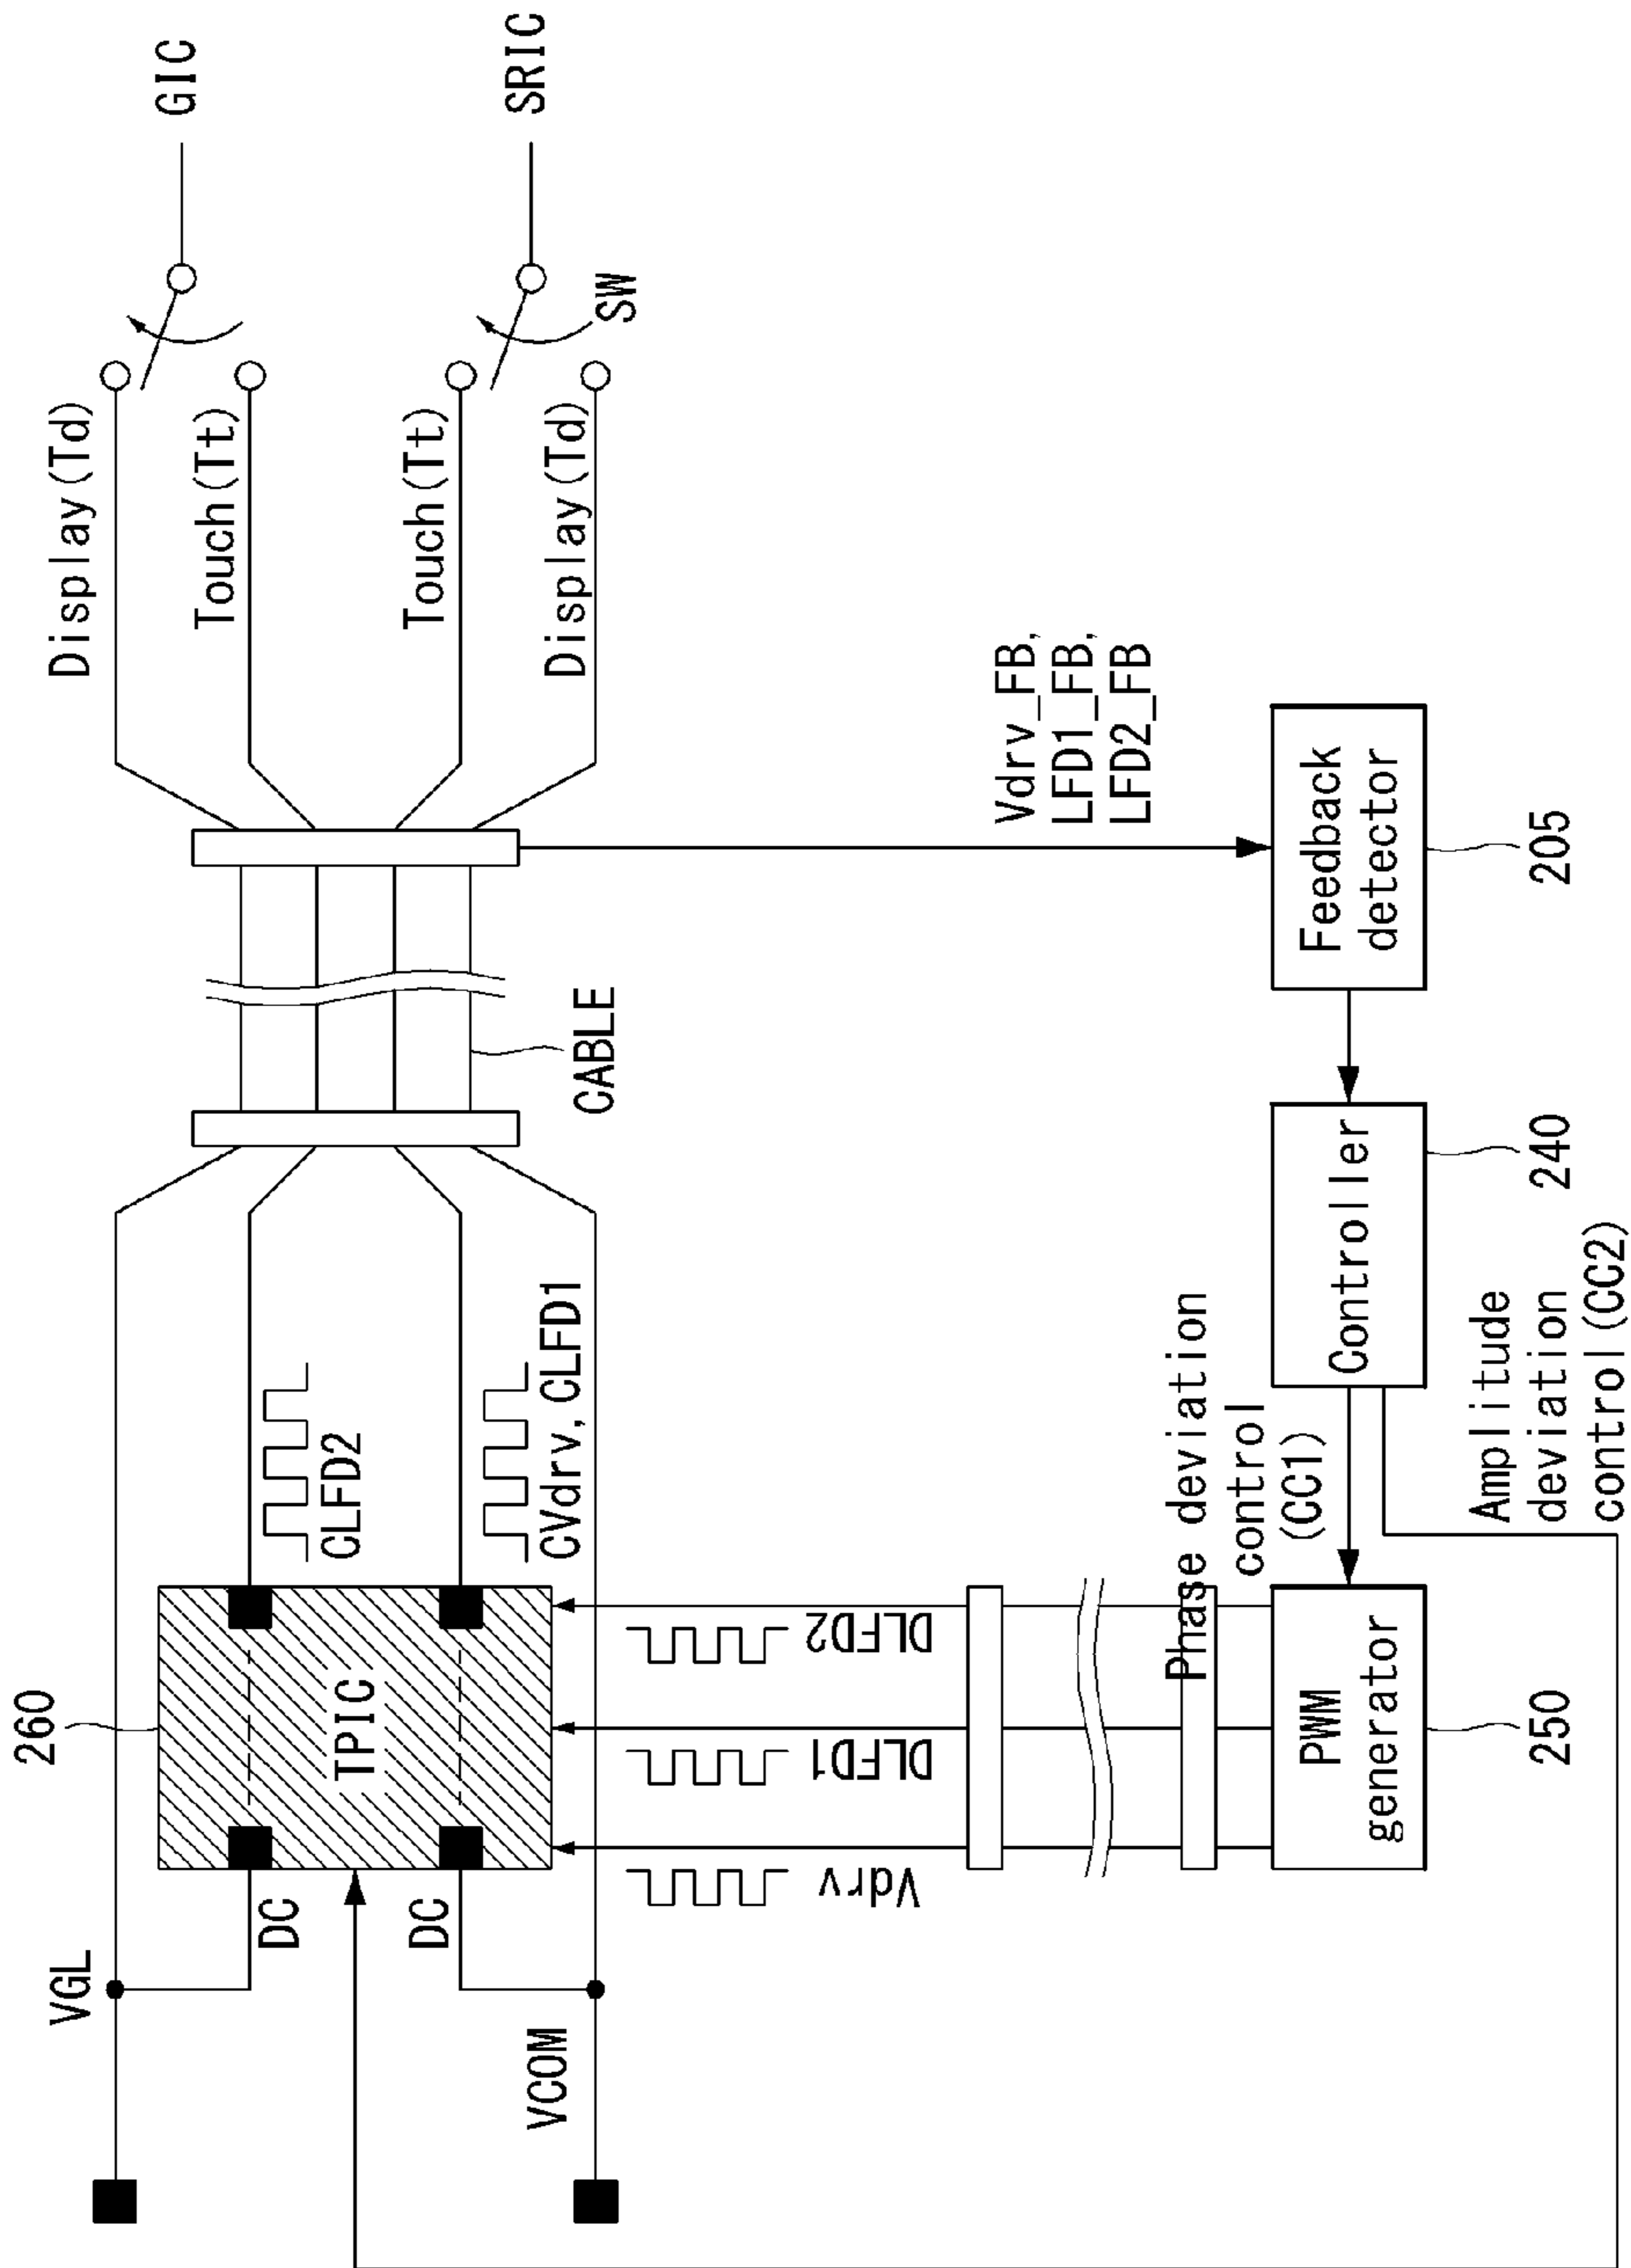 VGL
VCOM
260
DC
DC
TPIC
CLFD2
CVdrv, CLFD1
CABLE
Display(Td)
Touch(Tt)
Touch(Tt)
Display(Td)
GIC
SRIC
SW
Vdrv
DLFD1
DLFD2
Vdrv_FB,
LFD1_FB,
LFD2_FB
PWM
generator
250
Phase deviation
control
(CC1)
Controller
240
Amplitude
deviation
control(CC2)
Feedback
detector
205